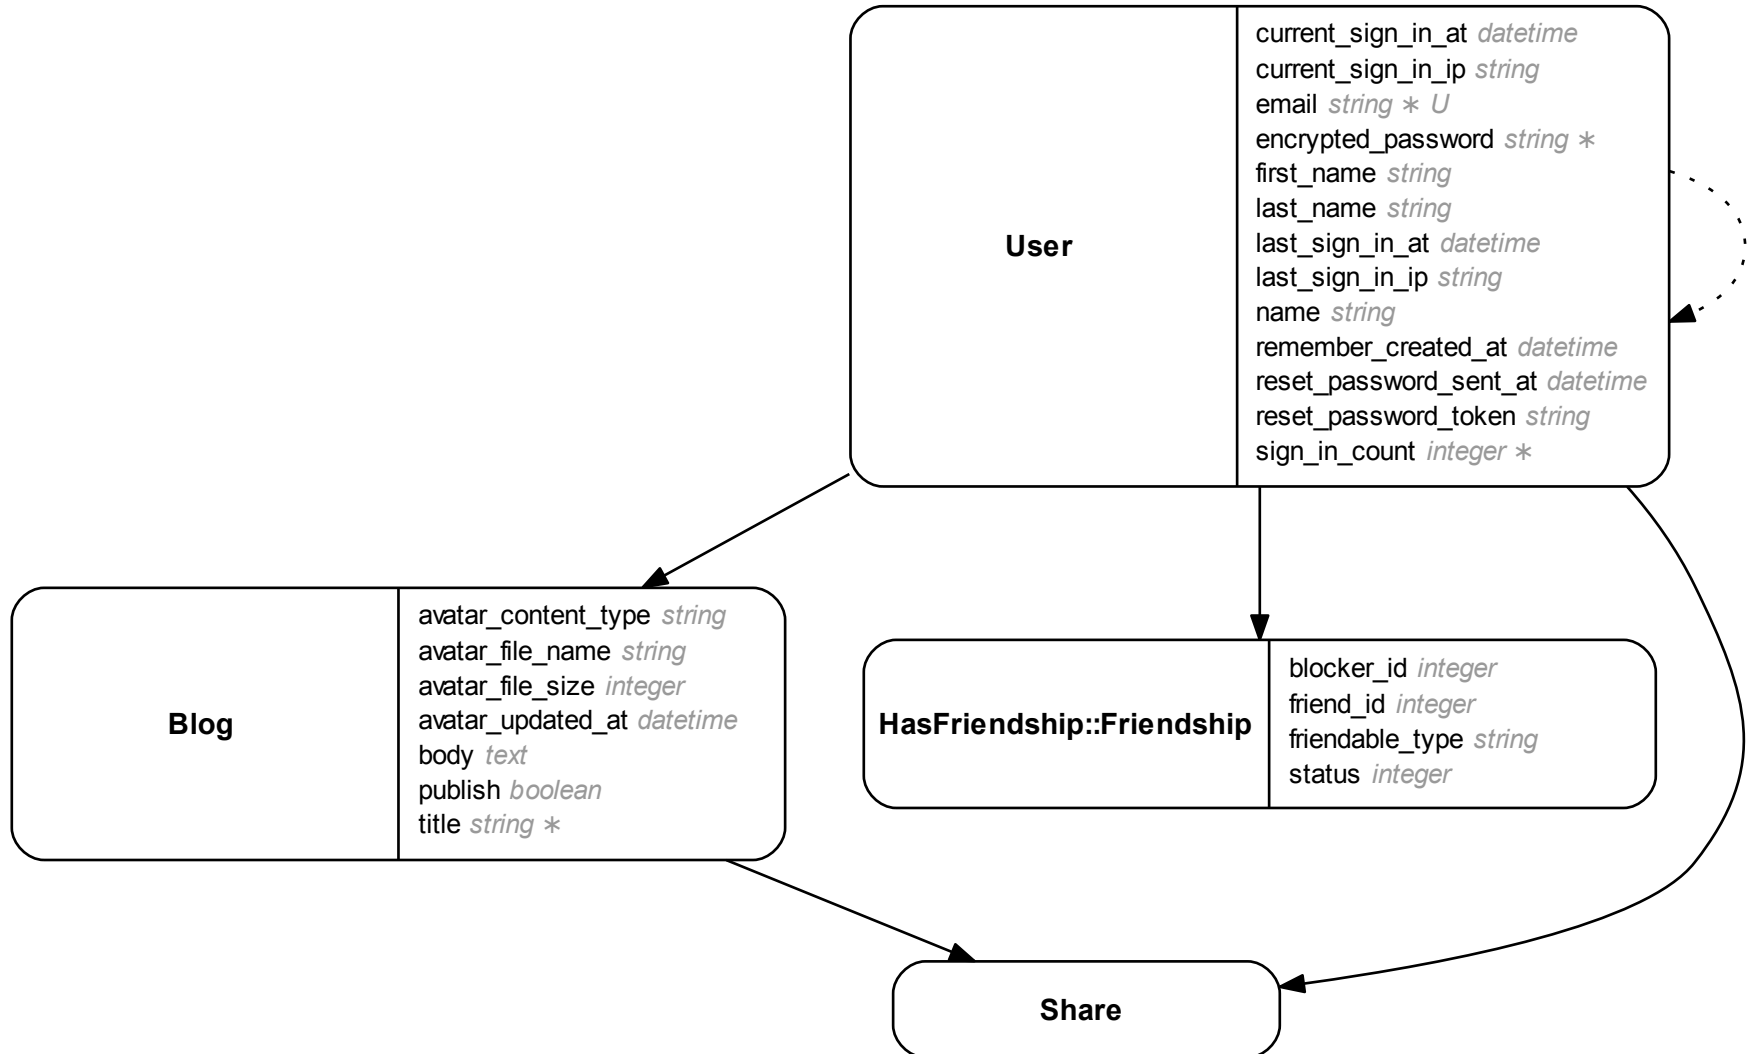 User
current_sign_in_at datetime
current_sign_in_ip string
email string ∗ U
encrypted_password string ∗
first_name string
last_name string
last_sign_in_at datetime
last_sign_in_ip string
name string
remember_created_at datetime
reset_password_sent_at datetime
reset_password_token string
sign_in_count integer ∗
Blog
avatar_content_type string
avatar_file_name string
avatar_file_size integer
avatar_updated_at datetime
body text
publish boolean
title string ∗
HasFriendship::Friendship
blocker_id integer
friend_id integer
friendable_type string
status integer
Share